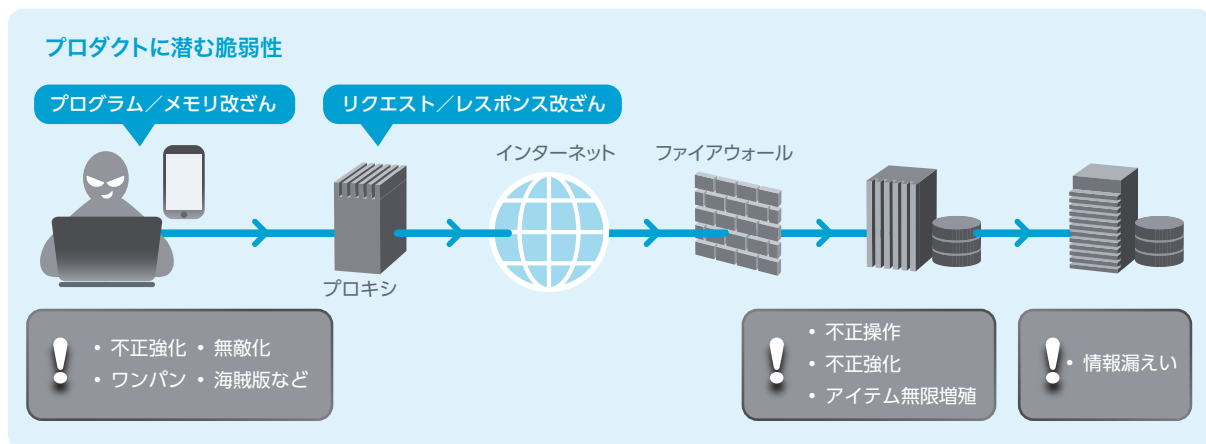 プロダクトに潜む脆弱性
プログラム／メモリ改ざん
リクエスト／レスポンス改ざん
インターネット
ファイアウォール
プロキシ
・ 不正強化 ・ 無敵化
・ ワンパン ・ 海賊版など
・ 不正操作
・ 不正強化
・ アイテム無限増殖
・ 情報漏えい